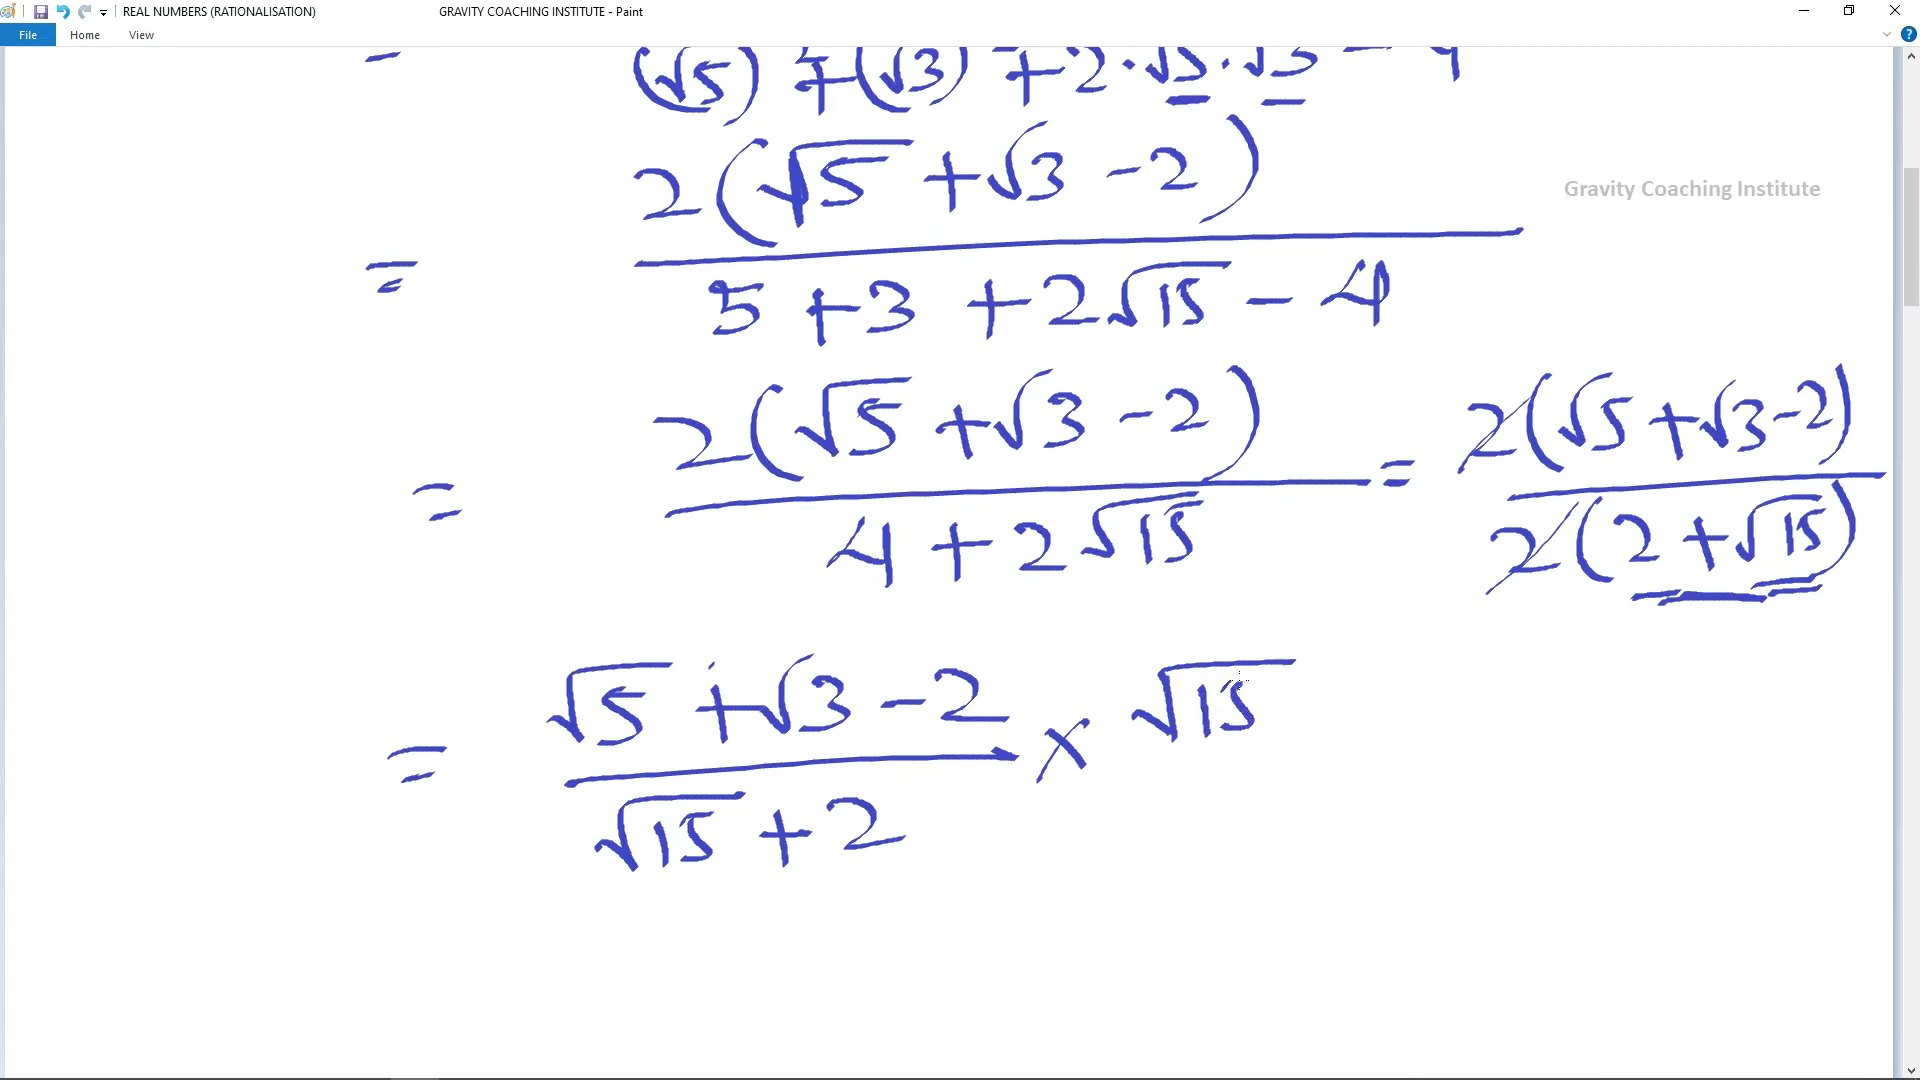 REAL NUMBERS (RATIONALISATION) GRAVITY COACHING INSTITUTE - Paint
File Home View
= (√5) + (√3) + 2·√5·√3 - 4
2(√5 + √3 - 2)
Gravity Coaching Institute
=
5 + 3 + 2√15 - 4
2(√5 + √3 - 2) = 2(√5 + √3 - 2)
=
4 + 2√15 2(2 + √15)
√5 + √3 - 2 × √15
=
√15 + 2